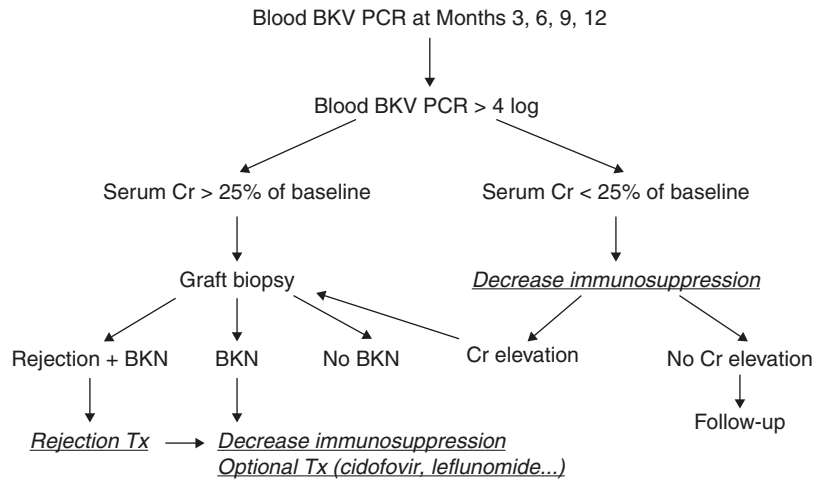 Blood BKV PCR at Months 3, 6, 9, 12
Blood BKV PCR > 4 log
Serum Cr > 25% of baseline
Serum Cr < 25% of baseline
Graft biopsy
Decrease immunosuppression
Rejection + BKN
BKN
No BKN
Cr elevation
No Cr elevation
Rejection Tx
Decrease immunosuppression
Optional Tx (cidofovir, leflunomide...)
Follow-up